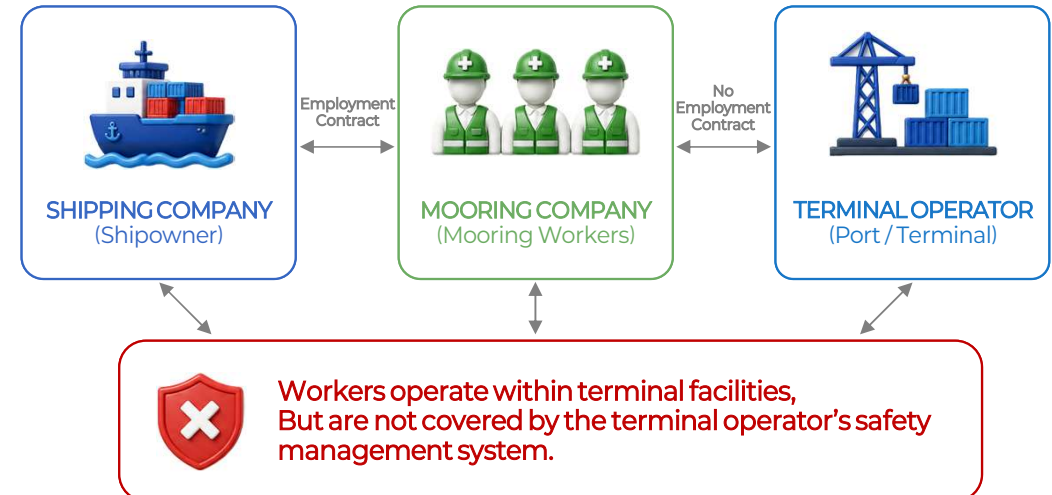 Employment
Contract
No
Employment
Contract
SHIPPING COMPANY
(Shipowner)
MOORING COMPANY
(Mooring Workers)
TERMINAL OPERATOR
(Port / Terminal)
Workers operate within terminal facilities,
But are not covered by the terminal operator’s safety
management system.